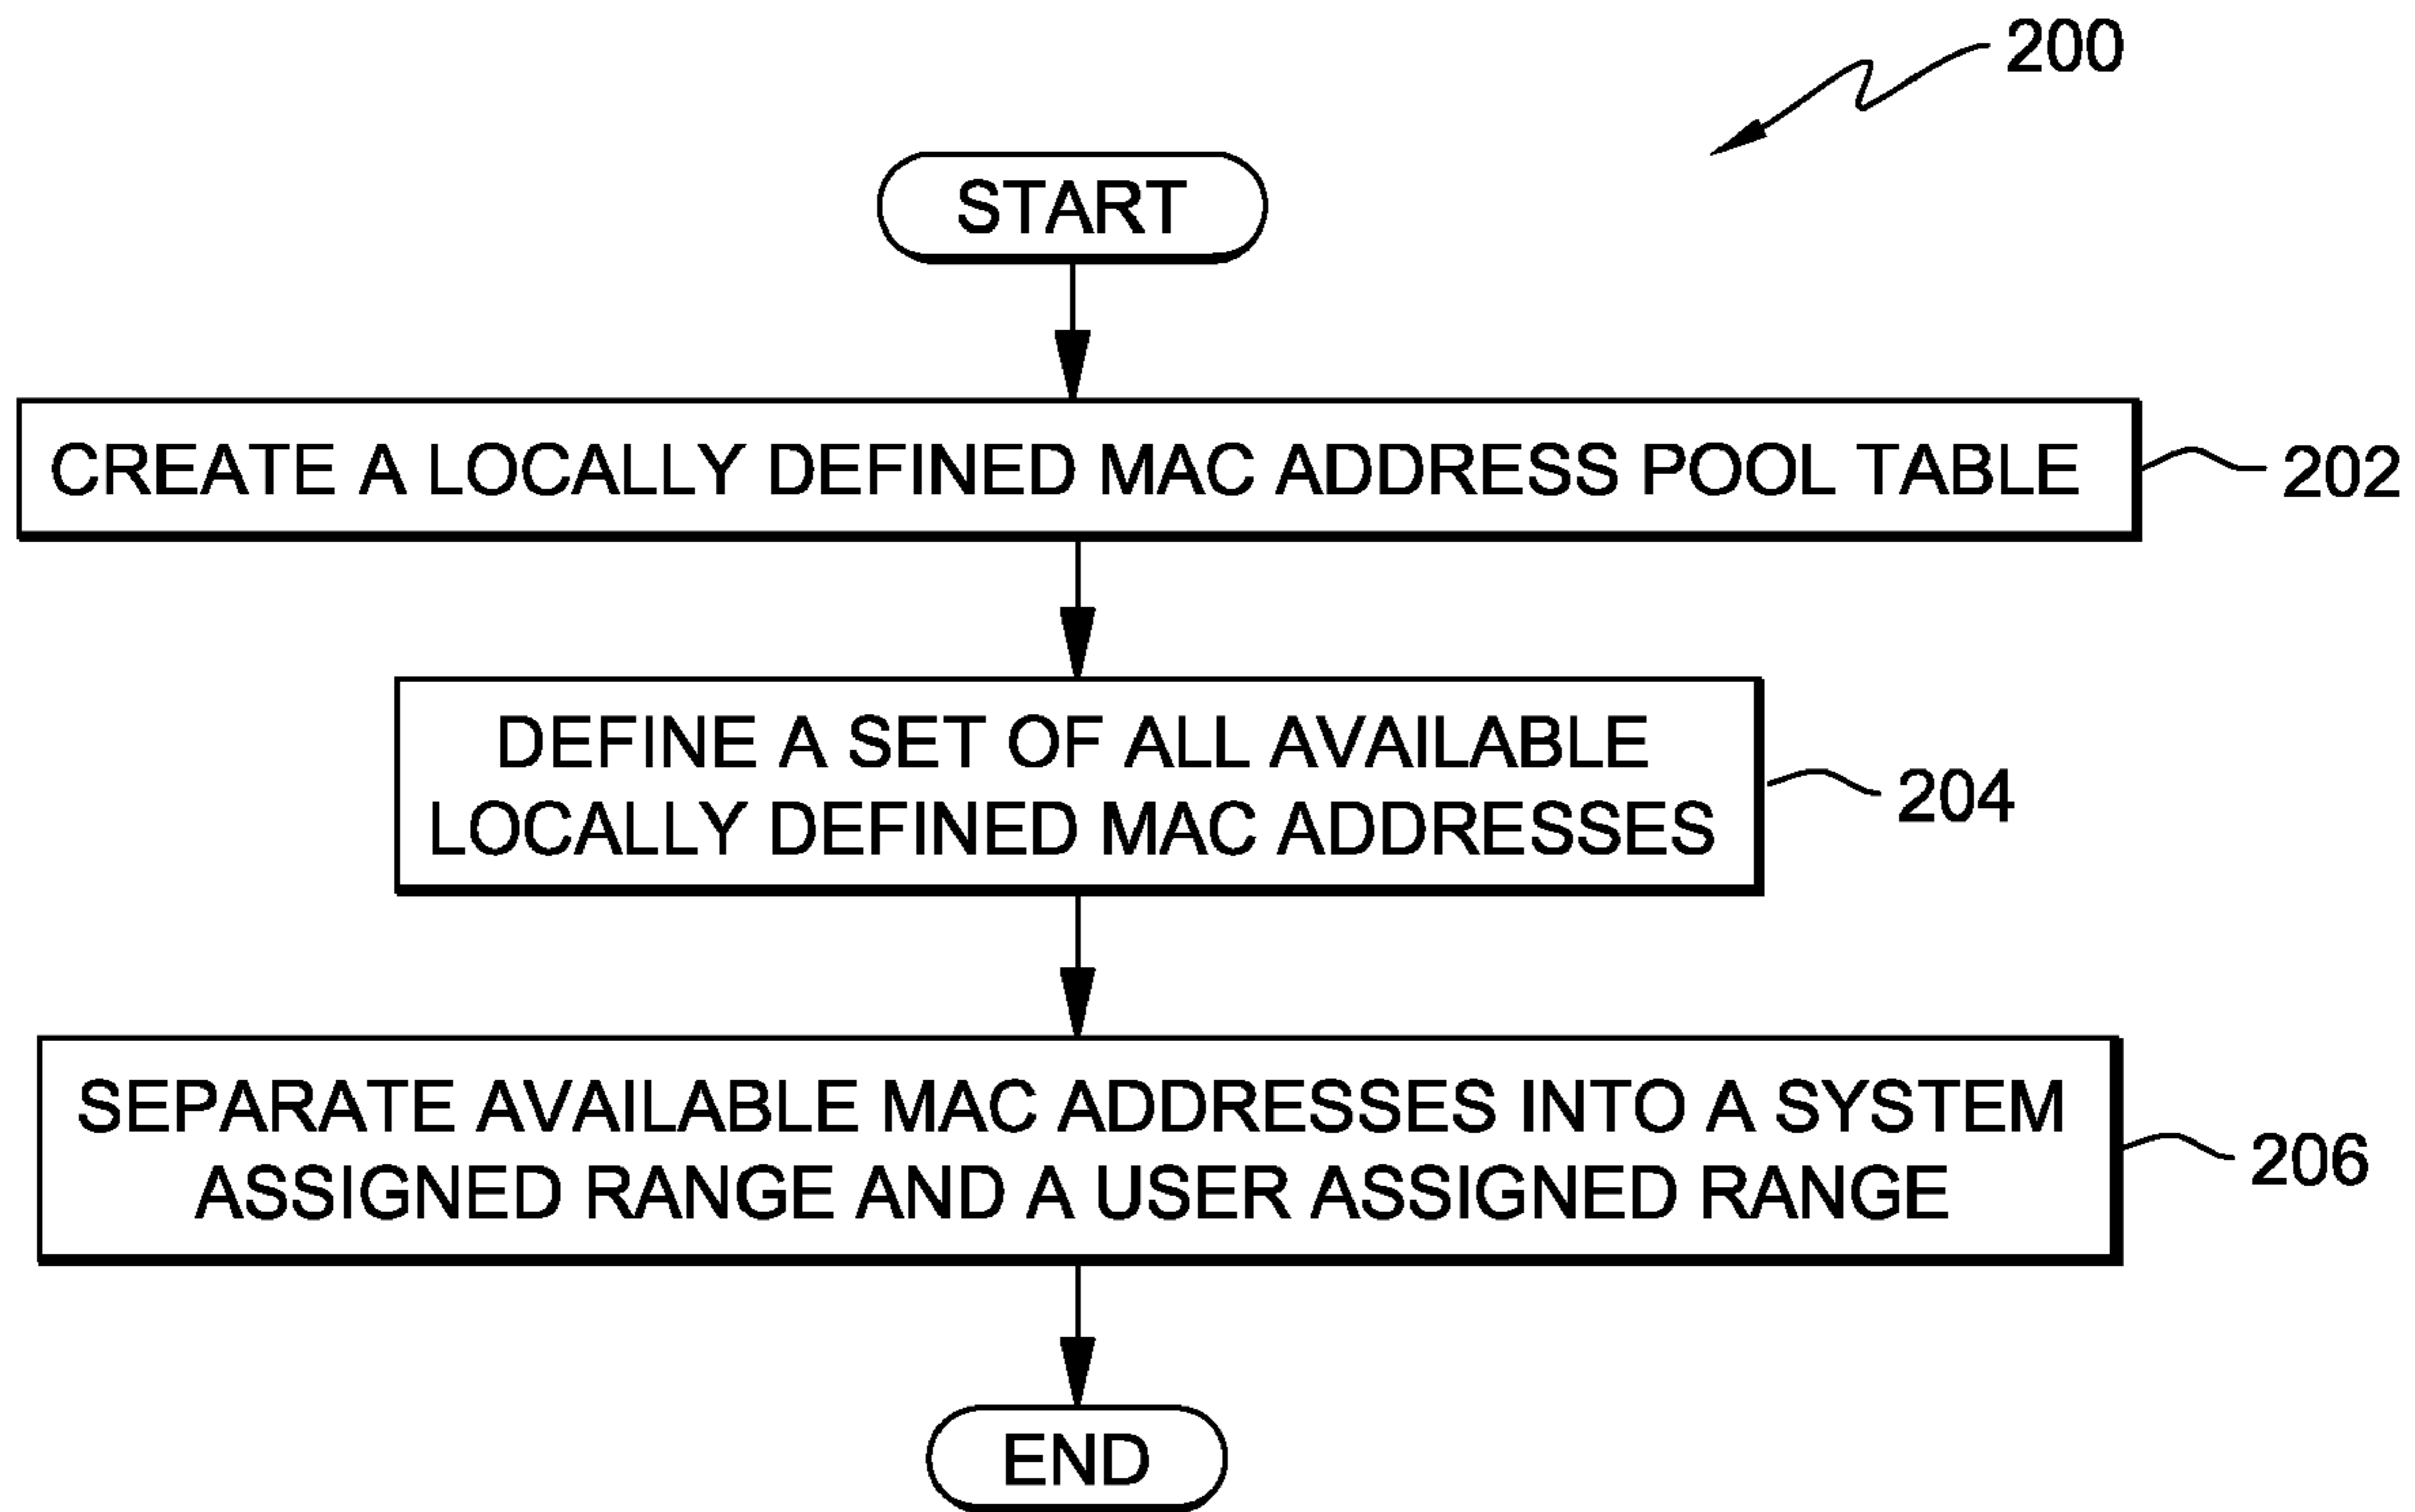 200
START
CREATE A LOCALLY DEFINED MAC ADDRESS POOL TABLE
202
DEFINE A SET OF ALL AVAILABLE
LOCALLY DEFINED MAC ADDRESSES
204
SEPARATE AVAILABLE MAC ADDRESSES INTO A SYSTEM
ASSIGNED RANGE AND A USER ASSIGNED RANGE
206
END